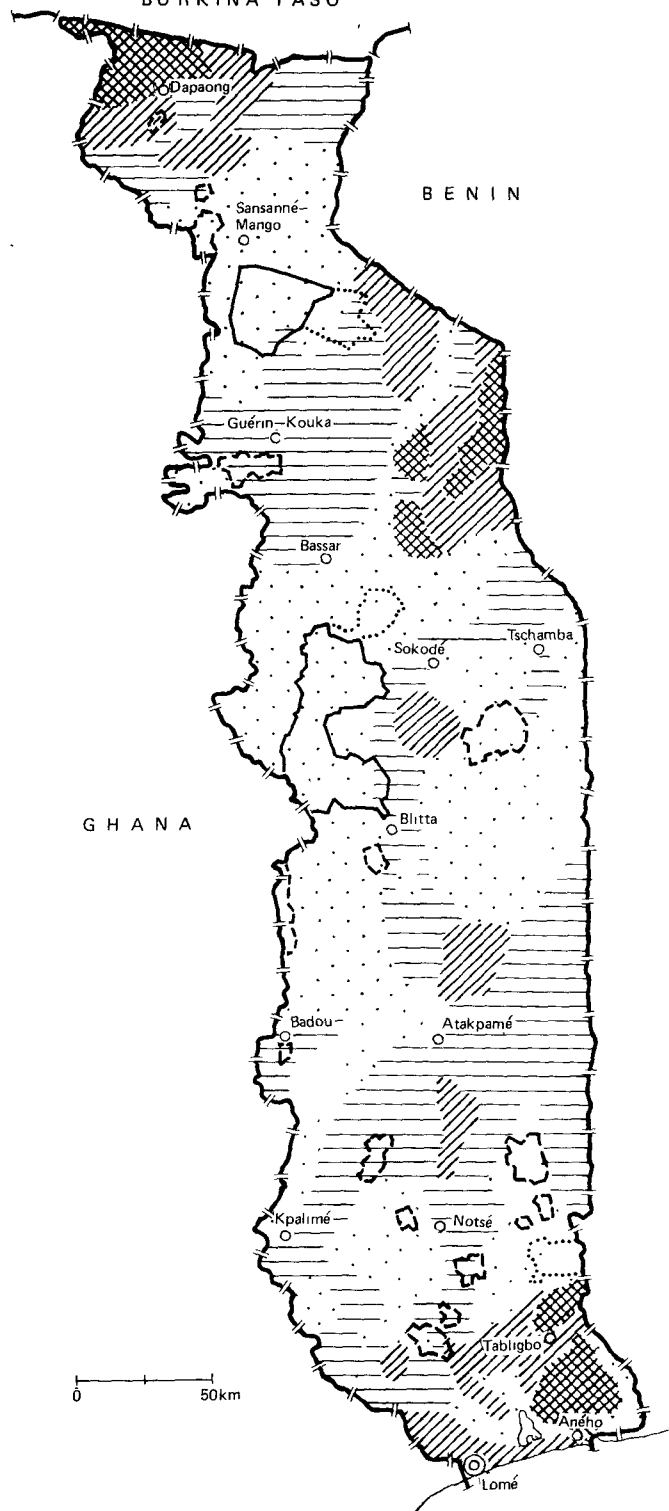 BURKINA FASO
Dapaong
BENIN
Sansanné-
Mango
Guérin-Kouka
Bassar
Sokodé
Tschamba
GHANA
Blitta
Badou
Atakpamé
Kpalimé
Notsé
Tabligbo
0 50km
Aného
Lomé